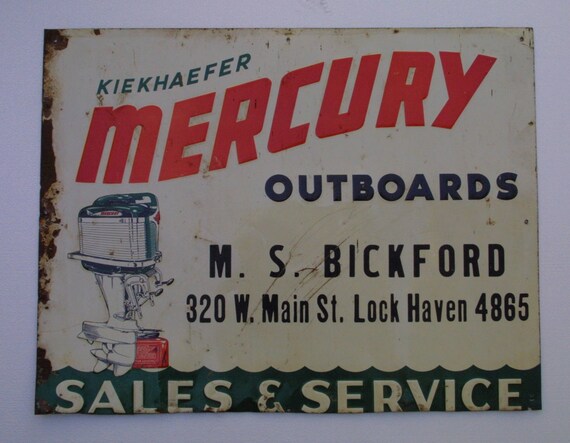 KIEKHAEFER
MERCURY
OUTBOARDS
M. S. BICKFORD
320 W. Main St. Lock Haven 4865
SALES & SERVICE